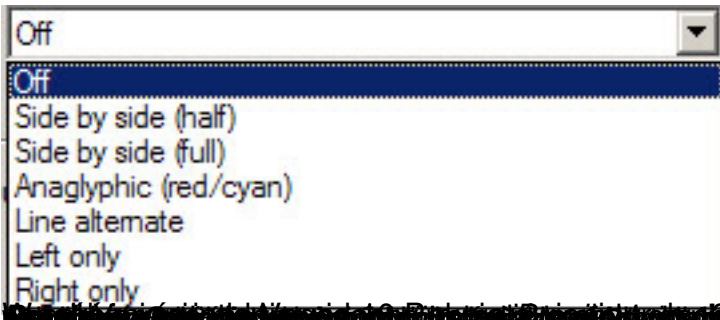 Off
Off
Side by side (half)
Side by side (full)
Anaglyphic (red/cyan)
Line alternate
Left only
Right only